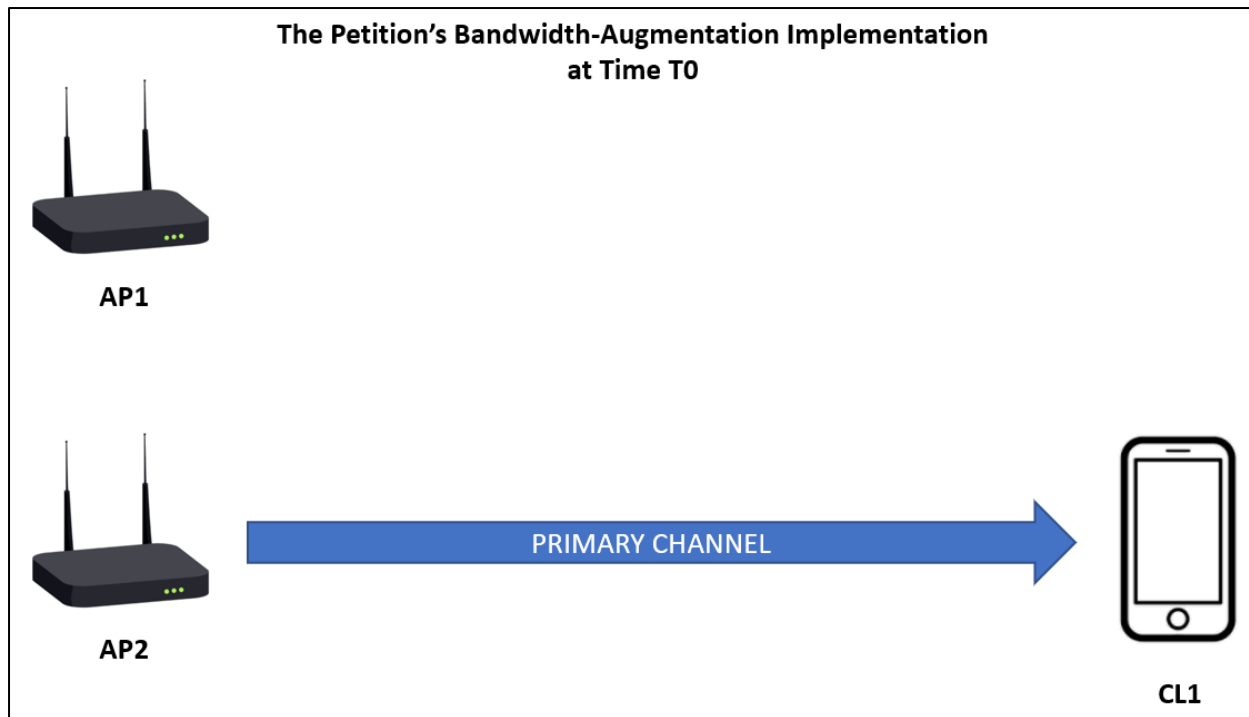 The Petition’s Bandwidth-Augmentation Implementation
at Time T0
AP1
PRIMARY CHANNEL
AP2
CL1